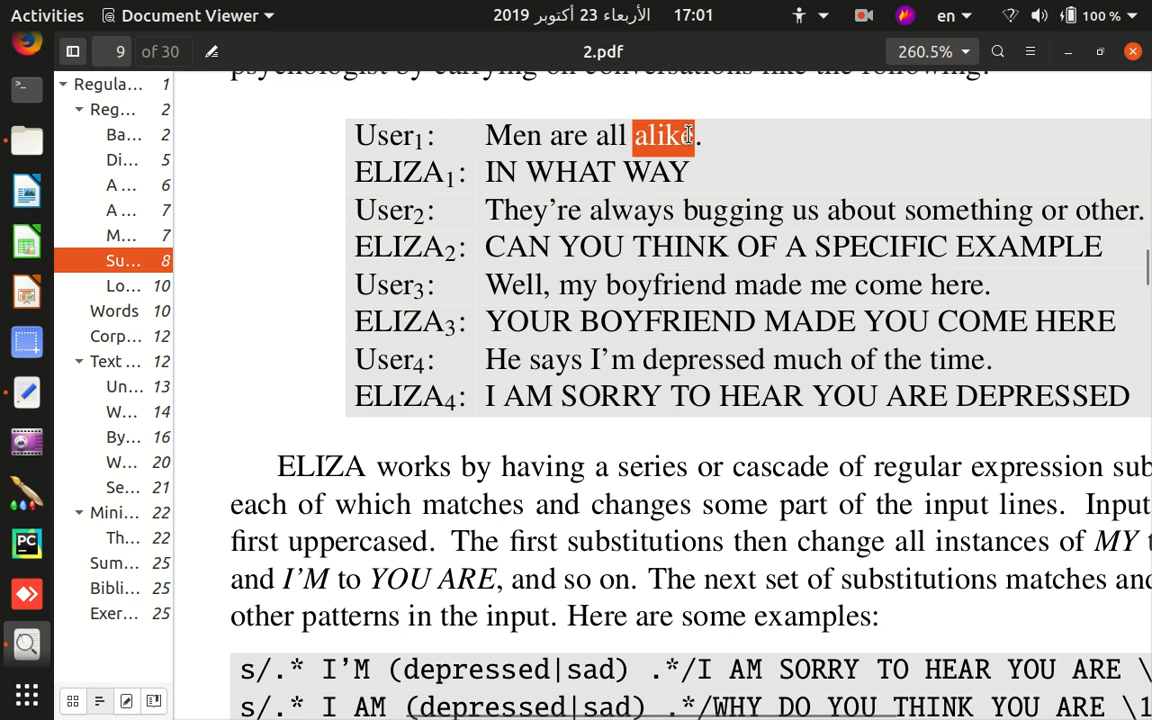 Activities Document Viewer الأربعاء 23 أكتوبر 2019 17:01 en 100 %
9 of 30 2.pdf 260.5%
psychologist by carrying on conversations like the following:
Regula... 1
Reg... 2
Ba... 2
Di... 5
A ... 6
A ... 7
M... 7
Su... 8
Lo... 10
Words 10
Corp... 12
Text ... 12
Un... 13
W... 14
By... 16
W... 20
Se... 21
Mini... 22
Th... 22
Sum... 25
Bibli... 25
Exer... 25
User1: Men are all alike.
ELIZA1: IN WHAT WAY
User2: They're always bugging us about something or other.
ELIZA2: CAN YOU THINK OF A SPECIFIC EXAMPLE
User3: Well, my boyfriend made me come here.
ELIZA3: YOUR BOYFRIEND MADE YOU COME HERE
User4: He says I'm depressed much of the time.
ELIZA4: I AM SORRY TO HEAR YOU ARE DEPRESSED
ELIZA works by having a series or cascade of regular expression sub
each of which matches and changes some part of the input lines. Input
first uppercased. The first substitutions then change all instances of MY
and I'M to YOU ARE, and so on. The next set of substitutions matches and
other patterns in the input. Here are some examples:
s/.* I'M (depressed|sad) .*/I AM SORRY TO HEAR YOU ARE \
s/.* I AM (depressed|sad) .*/WHY DO YOU THINK YOU ARE \1
PC